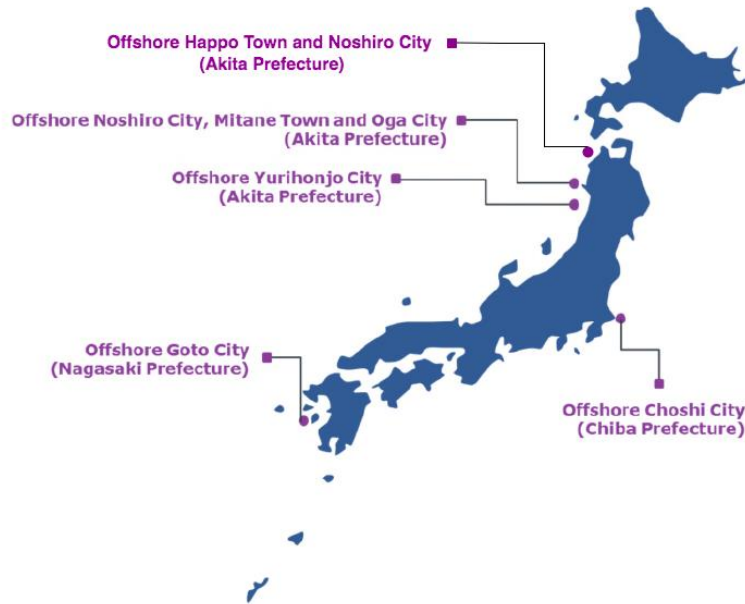 Offshore Happo Town and Noshiro City
(Akita Prefecture)
Offshore Noshiro City, Mitane Town and Oga City
(Akita Prefecture)
Offshore Yurihonjo City
(Akita Prefecture)
Offshore Goto City
(Nagasaki Prefecture)
Offshore Choshi City
(Chiba Prefecture)